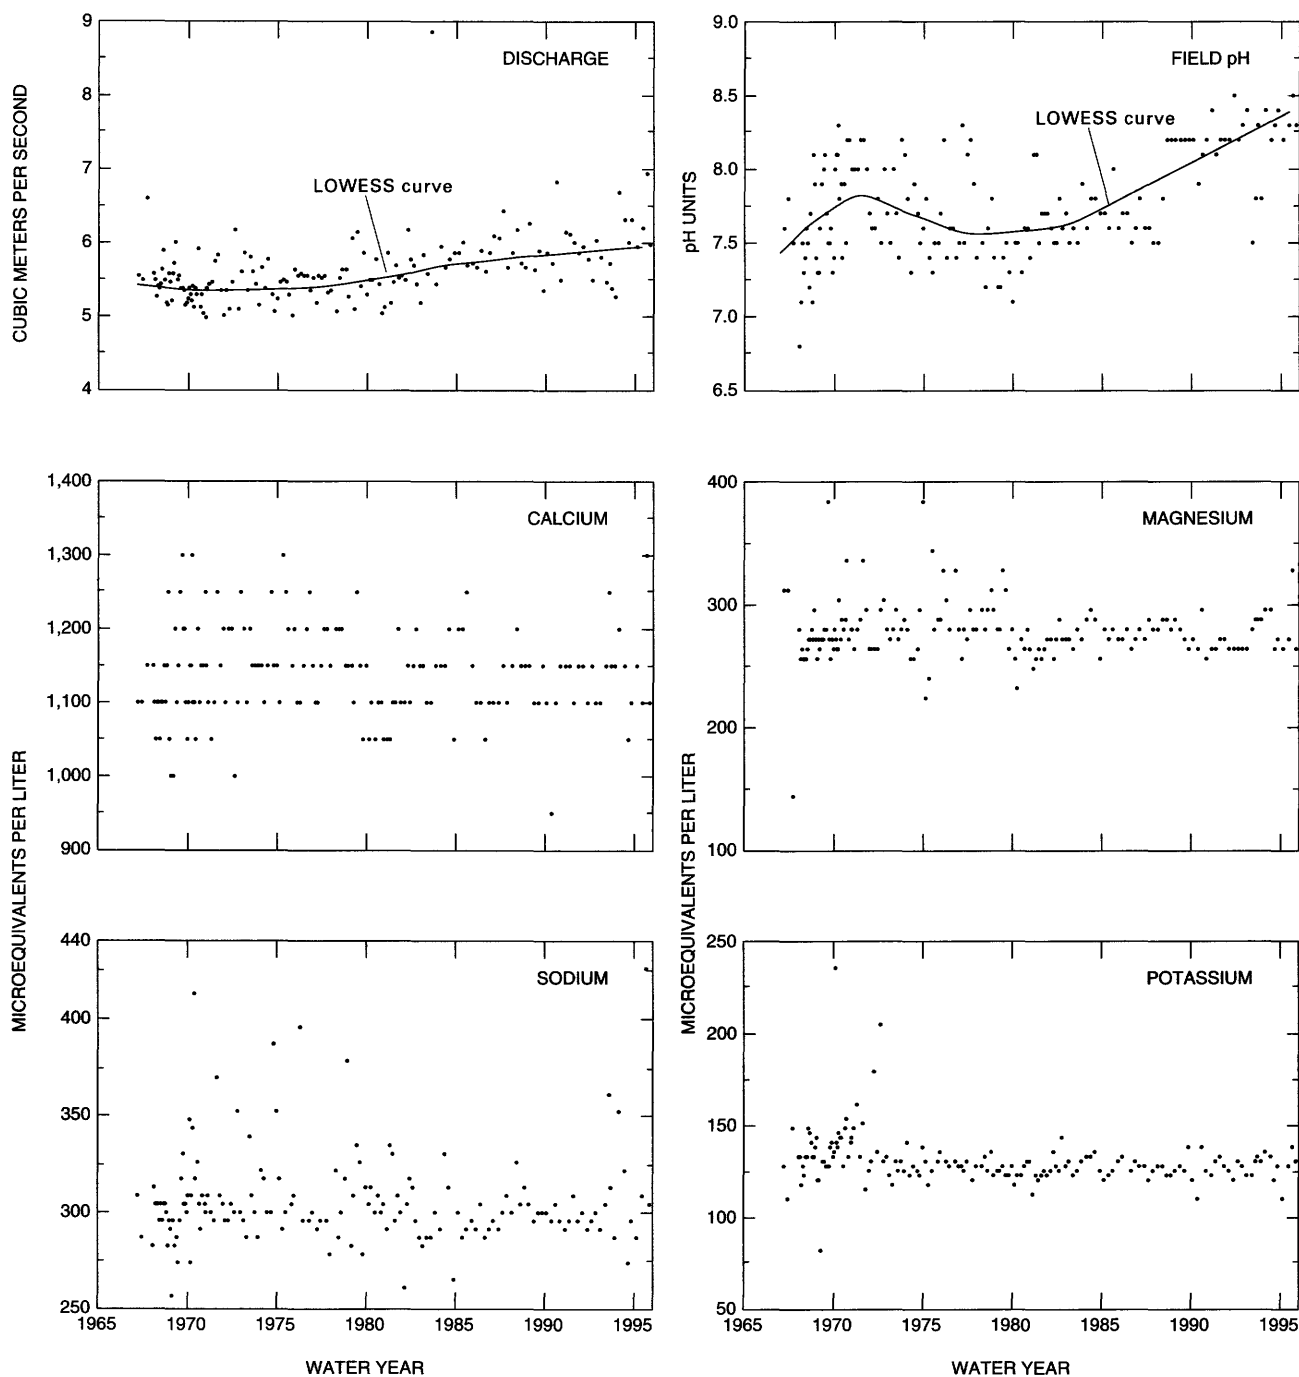 CUBIC METERS PER SECOND
9
8
7
6
5
4
DISCHARGE
LOWESS curve
pH UNITS
9.0
8.5
8.0
7.5
7.0
6.5
FIELD pH
LOWESS curve
MICROEQUIVALENTS PER LITER
1,400
1,300
1,200
1,100
1,000
900
CALCIUM
MICROEQUIVALENTS PER LITER
400
300
200
100
MAGNESIUM
440
400
350
300
250
SODIUM
1965 1970 1975 1980 1985 1990 1995
WATER YEAR
250
200
150
100
50
POTASSIUM
1965 1970 1975 1980 1985 1990 1995
WATER YEAR